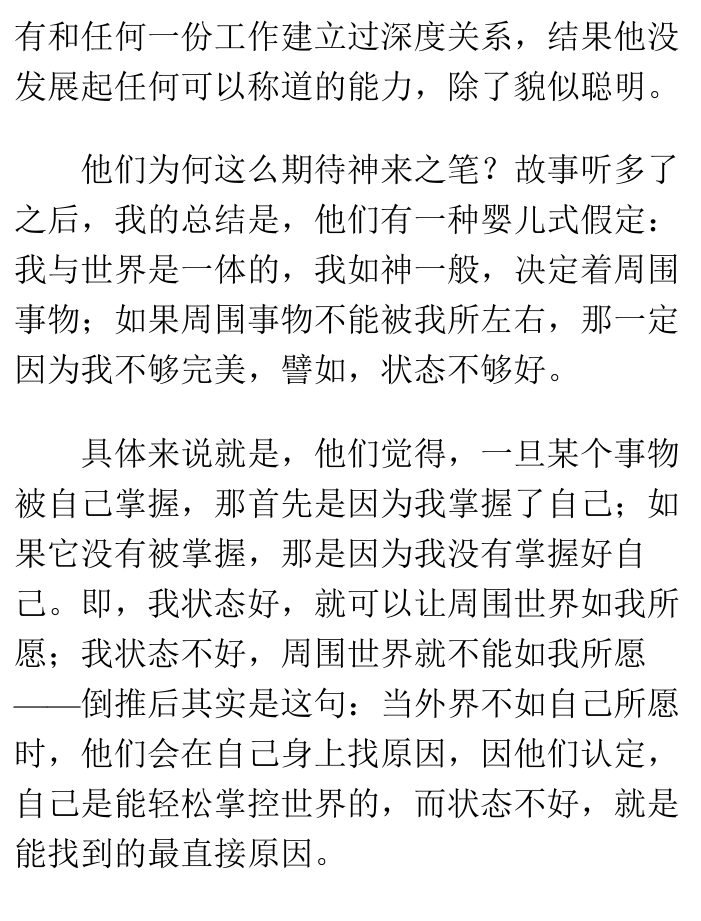 有和任何一份工作建立过深度关系，结果他没
发展起任何可以称道的能力，除了貌似聪明。
他们为何这么期待神来之笔？故事听多了
之后，我的总结是，他们有一种婴儿式假定：
我与世界是一体的，我如神一般，决定着周围
事物；如果周围事物不能被我所左右，那一定
因为我不够完美，譬如，状态不够好。
具体来说就是，他们觉得，一旦某个事物
被自己掌握，那首先是因为我掌握了自己；如
果它没有被掌握，那是因为我没有掌握好自
己。即，我状态好，就可以让周围世界如我所
愿；我状态不好，周围世界就不能如我所愿
——倒推后其实是这句：当外界不如自己所愿
时，他们会在自己身上找原因，因他们认定，
自己是能轻松掌控世界的，而状态不好，就是
能找到的最直接原因。